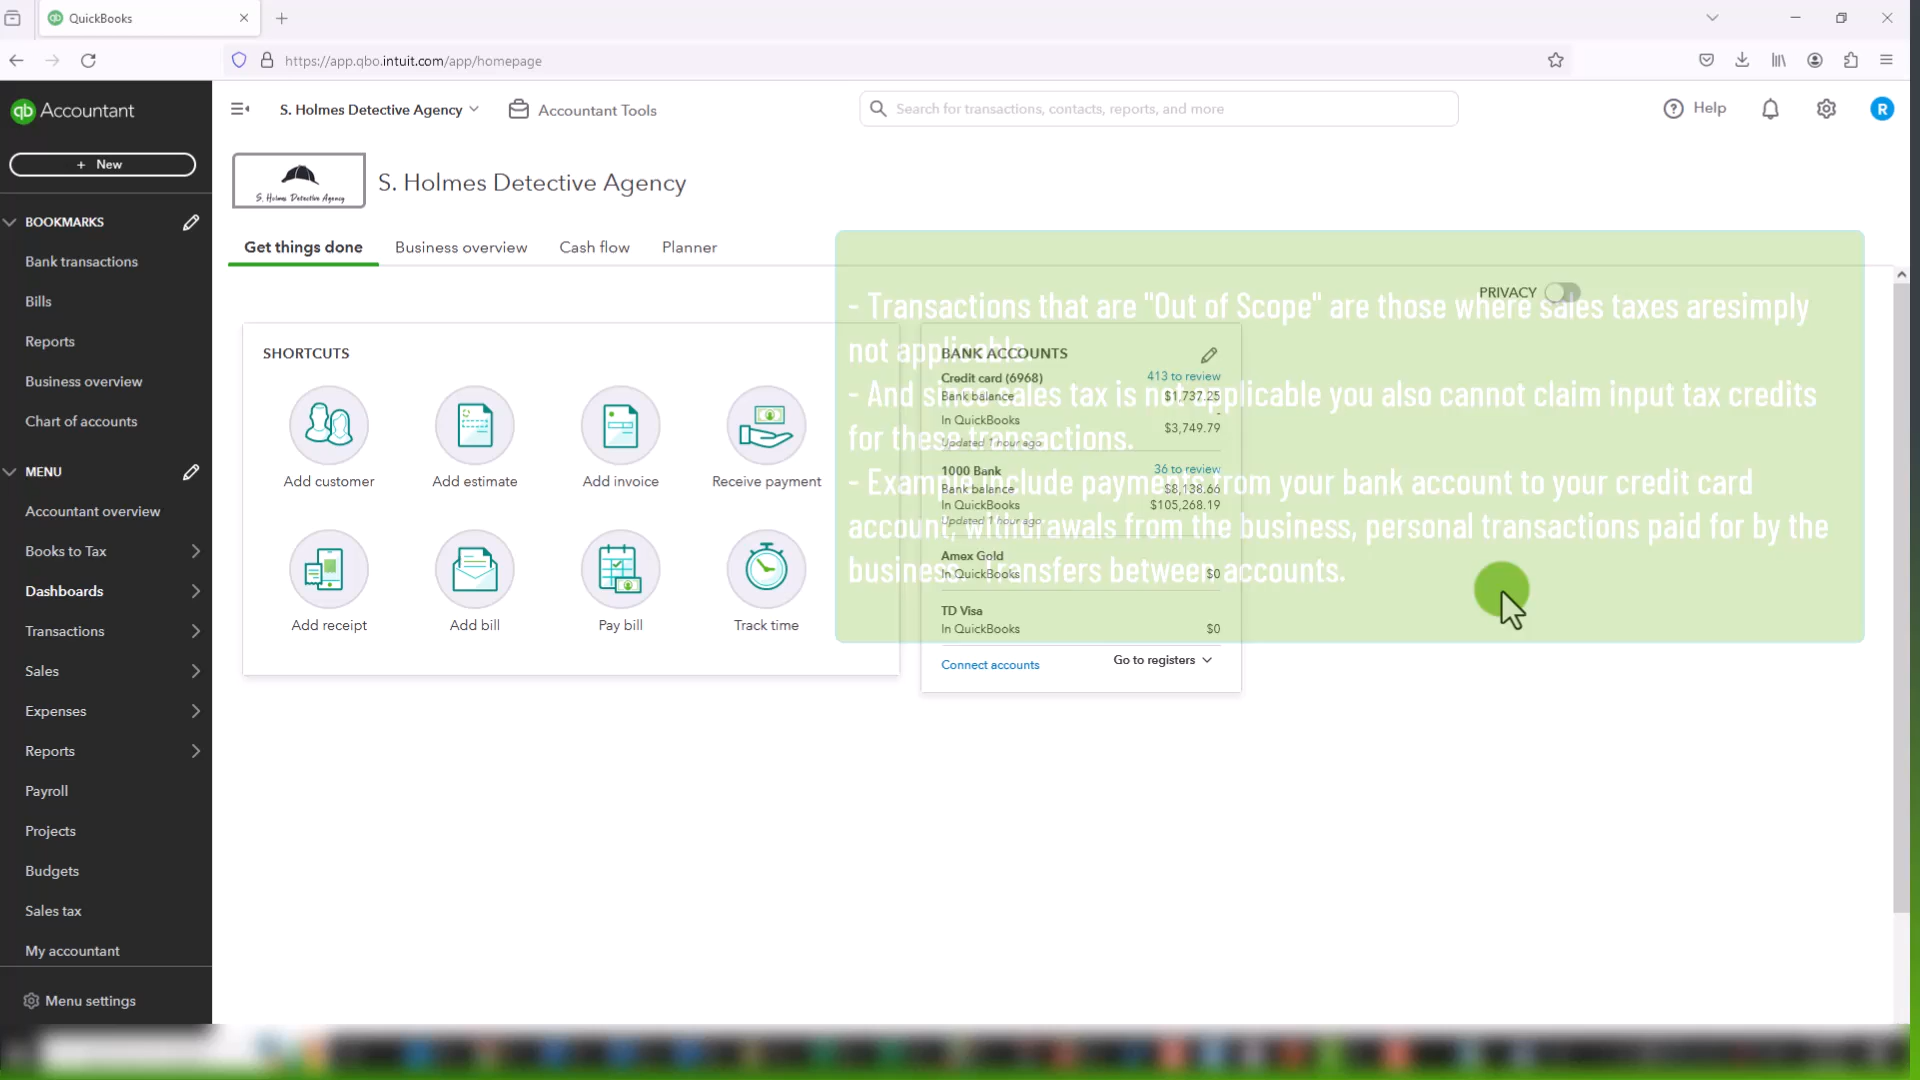 QuickBooks
https://app.qbo.intuit.com/app/homepage
qb Accountant
S. Holmes Detective Agency
Accountant Tools
Search for transactions, contacts, reports, and more
Help
R
+ New
S. Holmes Detective Agency
S. Holmes Detective Agency
BOOKMARKS
Bank transactions
Bills
Reports
Business overview
Chart of accounts
MENU
Accountant overview
Books to Tax
Dashboards
Transactions
Sales
Expenses
Reports
Payroll
Projects
Budgets
Sales tax
My accountant
Menu settings
Get things done
Business overview
Cash flow
Planner
PRIVACY
SHORTCUTS
Add customer
Add estimate
Add invoice
Receive payment
Add receipt
Add bill
Pay bill
Track time
BANK ACCOUNTS
Credit card (6968)
413 to review
Bank balance
$1,737.25
In QuickBooks
-
$3,749.79
Updated 1 hour ago
1000 Bank
36 to review
Bank balance
$8,138.66
In QuickBooks
$105,268.19
Updated 1 hour ago
Amex Gold
In QuickBooks
$0
TD Visa
In QuickBooks
$0
Connect accounts
Go to registers
- Transactions that are "Out of Scope" are those where sales taxes aresimply
not applicable.
- And since sales tax is not applicable you also cannot claim input tax credits
for these transactions.
- Example include payments from your bank account to your credit card
account, withdrawals from the business, personal transactions paid for by the
business. Transfers between accounts.